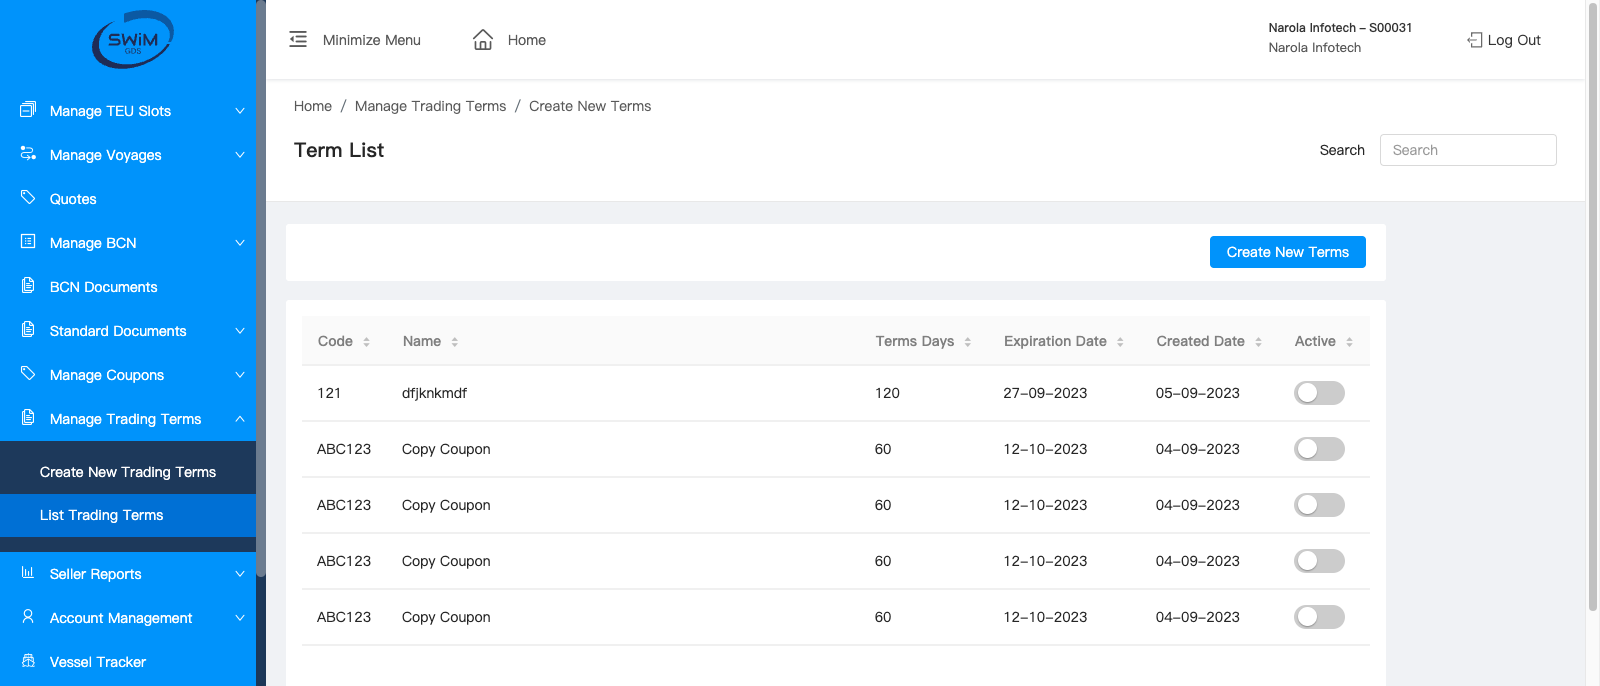 SWiM
GDS
Manage TEU Slots
Manage Voyages
Quotes
Manage BCN
BCN Documents
Standard Documents
Manage Coupons
Manage Trading Terms
Create New Trading Terms
List Trading Terms
Seller Reports
Account Management
Vessel Tracker
Minimize Menu
Home
Narola Infotech – S00031
Narola Infotech
Log Out
Home / Manage Trading Terms / Create New Terms
Term List
Search Search
Create New Terms
Code Name Terms Days Expiration Date Created Date Active
121 dfjknkmdf 120 27-09-2023 05-09-2023
ABC123 Copy Coupon 60 12-10-2023 04-09-2023
ABC123 Copy Coupon 60 12-10-2023 04-09-2023
ABC123 Copy Coupon 60 12-10-2023 04-09-2023
ABC123 Copy Coupon 60 12-10-2023 04-09-2023